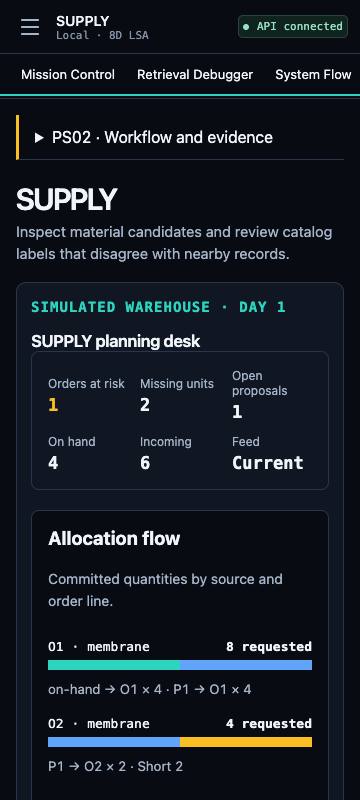 SUPPLY
Local · 8D LSA
● API connected
Mission Control Retrieval Debugger System Flow
▶ PS02 · Workflow and evidence
SUPPLY
Inspect material candidates and review catalog
labels that disagree with nearby records.
SIMULATED WAREHOUSE · DAY 1
SUPPLY planning desk
Orders at risk
1
Missing units
2
Open
proposals
1
On hand
4
Incoming
6
Feed
Current
Allocation flow
Committed quantities by source and
order line.
O1 · membrane 8 requested
on-hand → O1 × 4 · P1 → O1 × 4
O2 · membrane 4 requested
P1 → O2 × 2 · Short 2